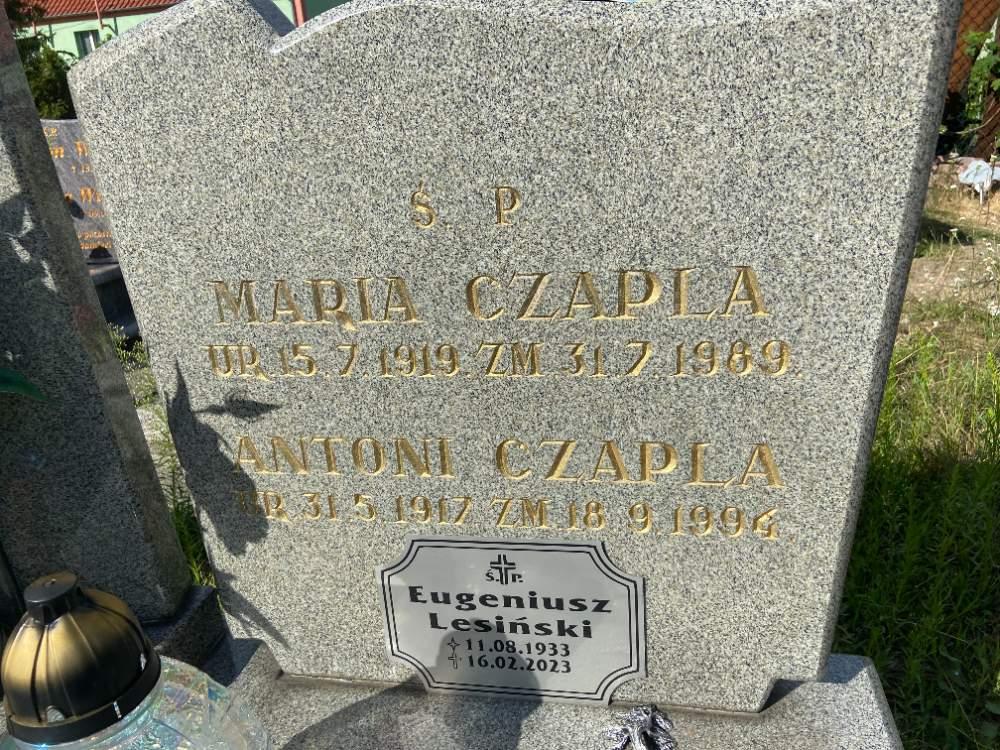 Ś. P.
MARIA CZAPLA
UR. 15. 7. 1919. ZM. 31. 7. 1989.
ANTONI CZAPLA
UR. 31. 5. 1917 ZM. 18. 9. 1994.
Ś. P.
Eugeniusz
Lesiński
11.08.1933
16.02.2023